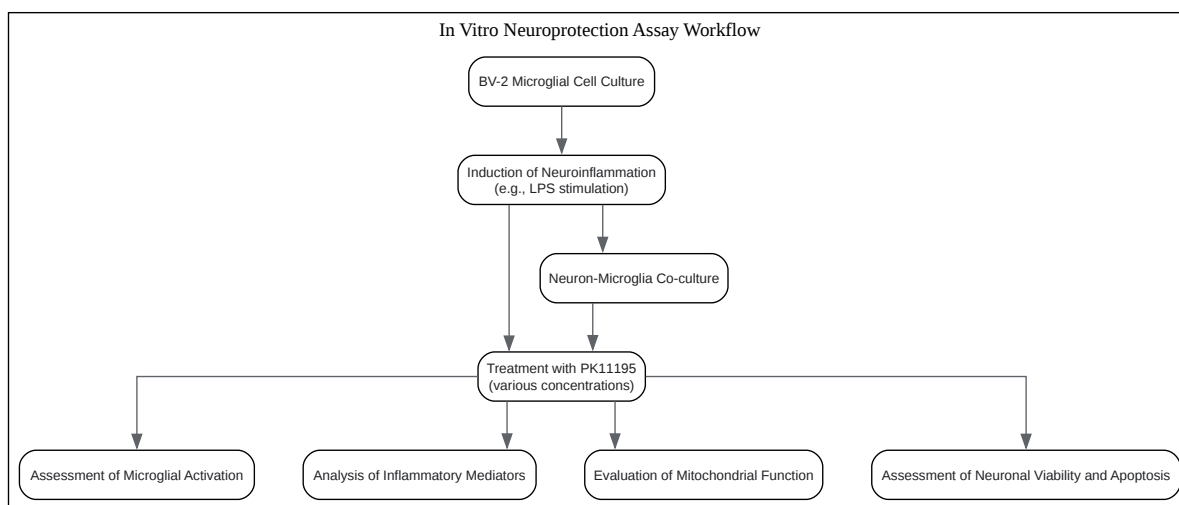 In Vitro Neuroprotection Assay Workflow
BV-2 Microglial Cell Culture
Induction of Neuroinflammation
(e.g., LPS stimulation)
Neuron-Microglia Co-culture
Treatment with PK11195
(various concentrations)
Assessment of Microglial Activation
Analysis of Inflammatory Mediators
Evaluation of Mitochondrial Function
Assessment of Neuronal Viability and Apoptosis